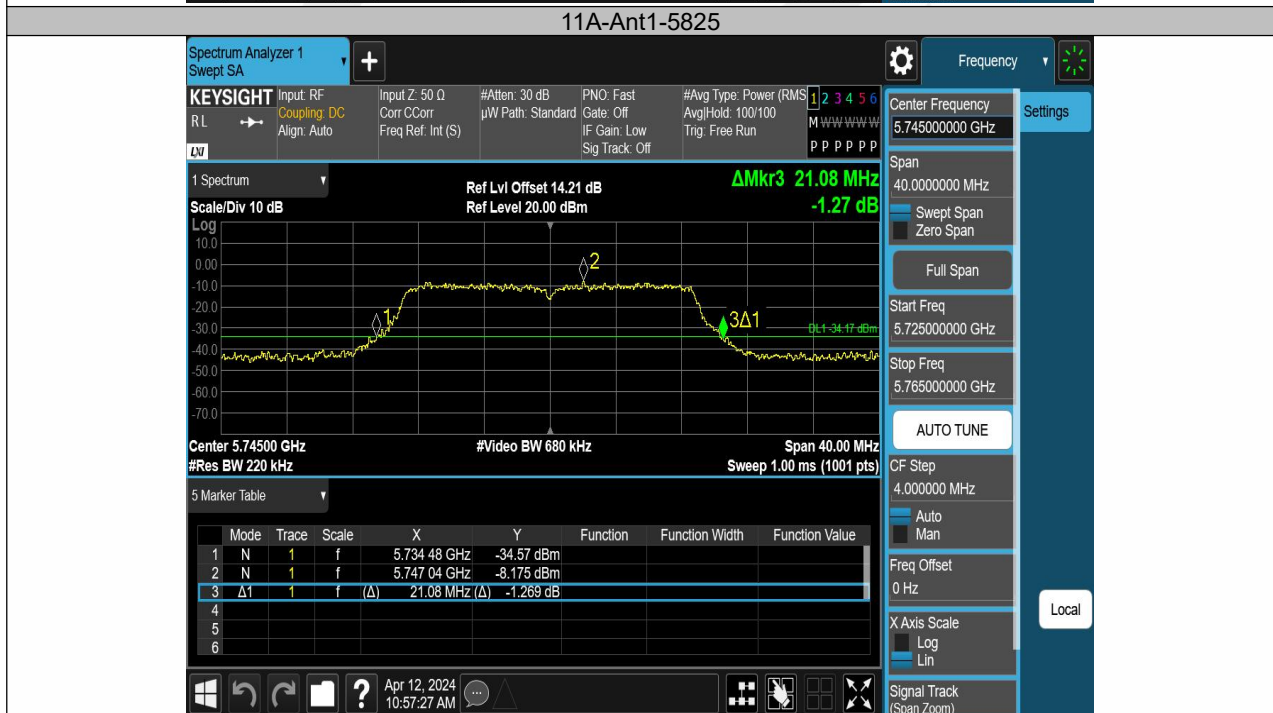 11A-Ant1-5825
Spectrum Analyzer 1
Swept SA
+
Frequency
KEYSIGHT
RL
LXI
Input: RF
Coupling: DC
Align: Auto
Input Z: 50 Ω
Corr CCorr
Freq Ref: Int (S)
#Atten: 30 dB
µW Path: Standard
PNO: Fast
Gate: Off
IF Gain: Low
Sig Track: Off
#Avg Type: Power (RMS
Avg|Hold: 100/100
Trig: Free Run
1 2 3 4 5 6
M W W W W W
P P P P P P
1 Spectrum
Ref Lvl Offset 14.21 dB
ΔMkr3 21.08 MHz
Scale/Div 10 dB
Ref Level 20.00 dBm
-1.27 dB
Log
10.0
0.00
-10.0
-20.0
-30.0
-40.0
-50.0
-60.0
-70.0
1
2
3Δ1
DL1 -34.17 dBm
Center 5.74500 GHz
#Video BW 680 kHz
Span 40.00 MHz
#Res BW 220 kHz
Sweep 1.00 ms (1001 pts)
5 Marker Table
Mode Trace Scale X Y Function Function Width Function Value
1 N 1 f 5.734 48 GHz -34.57 dBm
2 N 1 f 5.747 04 GHz -8.175 dBm
3 Δ1 1 f (Δ) 21.08 MHz (Δ) -1.269 dB
4
5
6
?
Apr 12, 2024
10:57:27 AM
Center Frequency
5.745000000 GHz
Settings
Span
40.0000000 MHz
Swept Span
Zero Span
Full Span
Start Freq
5.725000000 GHz
Stop Freq
5.765000000 GHz
AUTO TUNE
CF Step
4.000000 MHz
Auto
Man
Freq Offset
0 Hz
Local
X Axis Scale
Log
Lin
Signal Track
(Span Zoom)